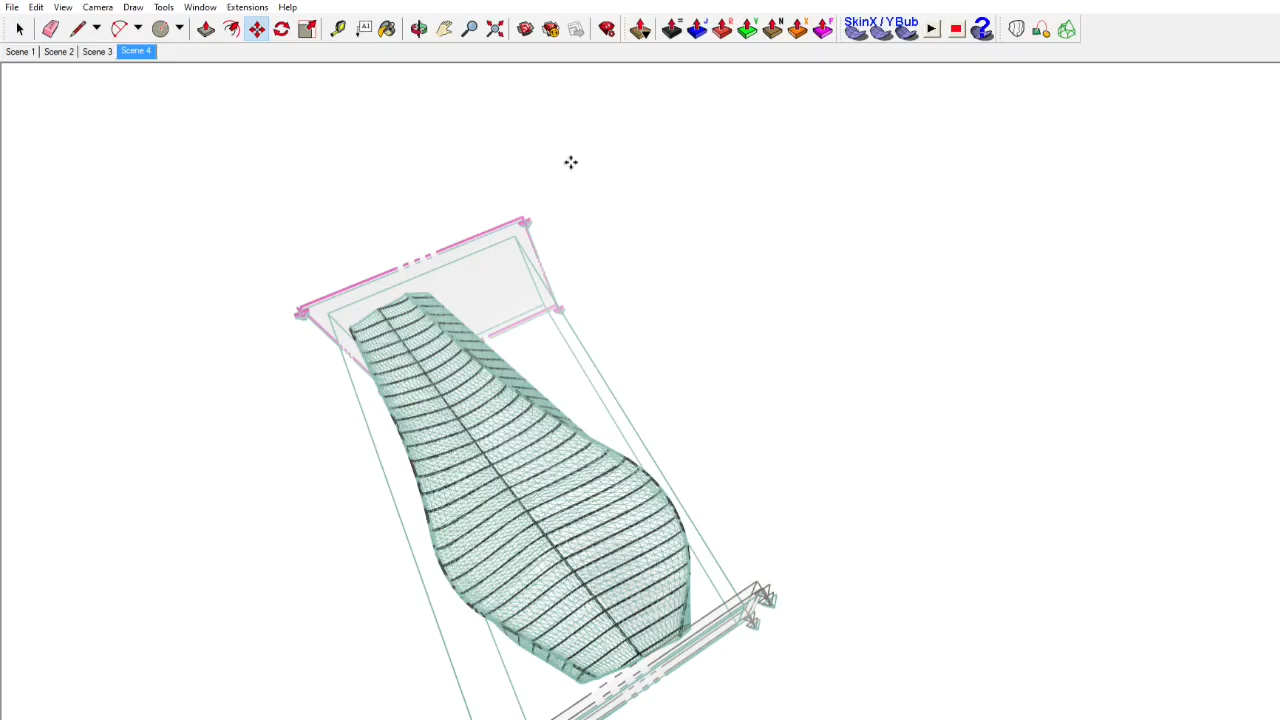 File Edit View Camera Draw Tools Window Extensions Help
A1 = J R V N X F SkinX / YBub ?
Scene 1 Scene 2 Scene 3 Scene 4